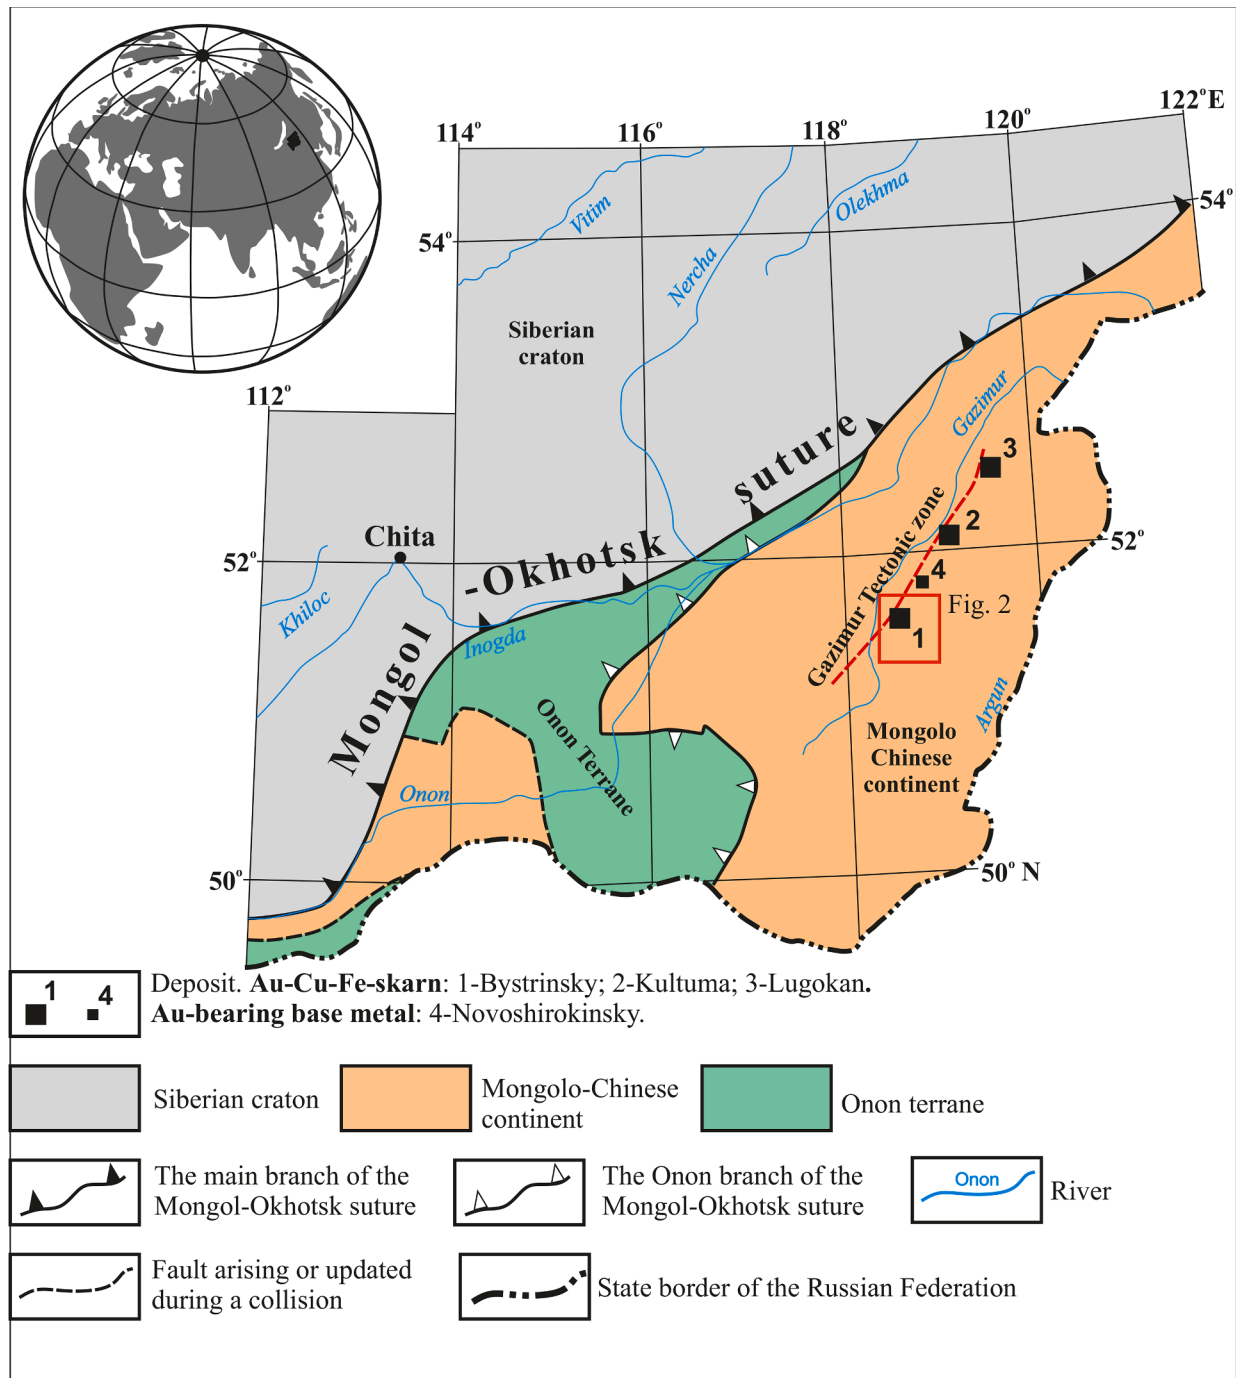 122°E
120°
118°
116°
114°
54°
54°
Vitim
Olekhma
Nercha
Siberian
craton
112°
Gazimur
suture
3
2
Chita
-Okhotsk
52°
52°
4
Gazimur Tectonic zone
Fig. 2
1
Khiloc
Inogda
Mongol
Onon Terrane
Argun
Mongolo
Chinese
continent
Onon
50°
50° N
1 4
Deposit. Au-Cu-Fe-skarn: 1-Bystrinsky; 2-Kultuma; 3-Lugokan.
Au-bearing base metal: 4-Novoshirokinsky.
Siberian craton
Mongolo-Chinese
continent
Onon terrane
The main branch of the
Mongol-Okhotsk suture
The Onon branch of the
Mongol-Okhotsk suture
Onon
River
Fault arising or updated
during a collision
State border of the Russian Federation